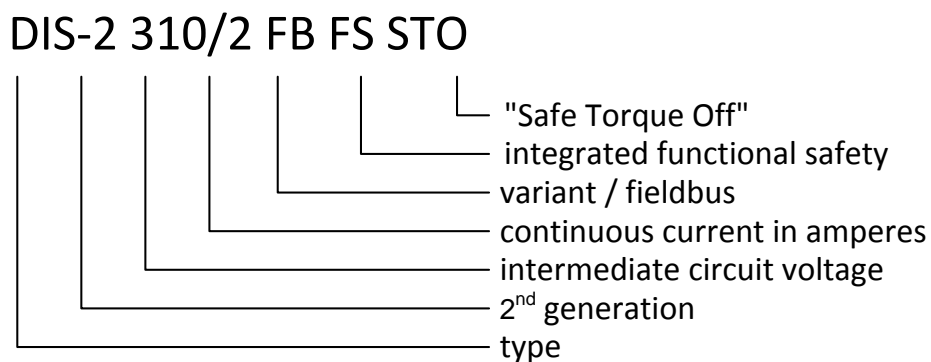 DIS-2 310/2 FB FS STO
"Safe Torque Off"
integrated functional safety
variant / fieldbus
continuous current in amperes
intermediate circuit voltage
2nd generation
type